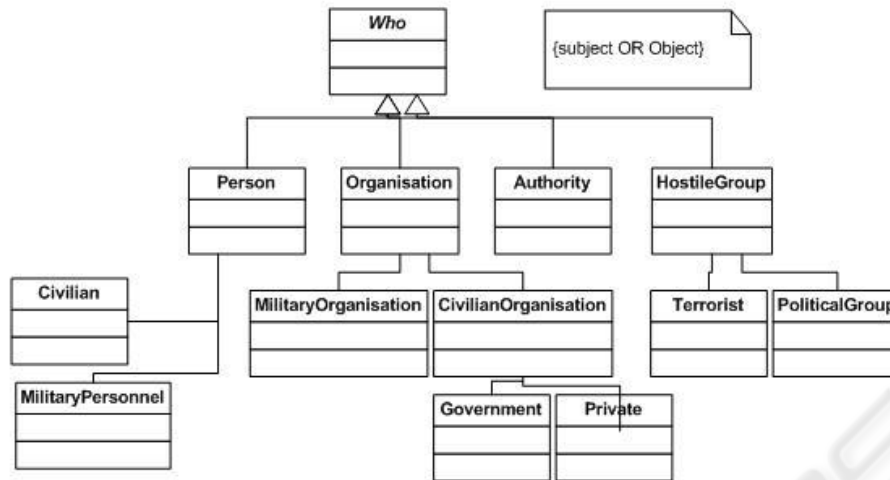 Who
{subject OR Object}
Person
Organisation
Authority
HostileGroup
Civilian
MilitaryOrganisation
CivilianOrganisation
Terrorist
PoliticalGroup
MilitaryPersonnel
Government
Private